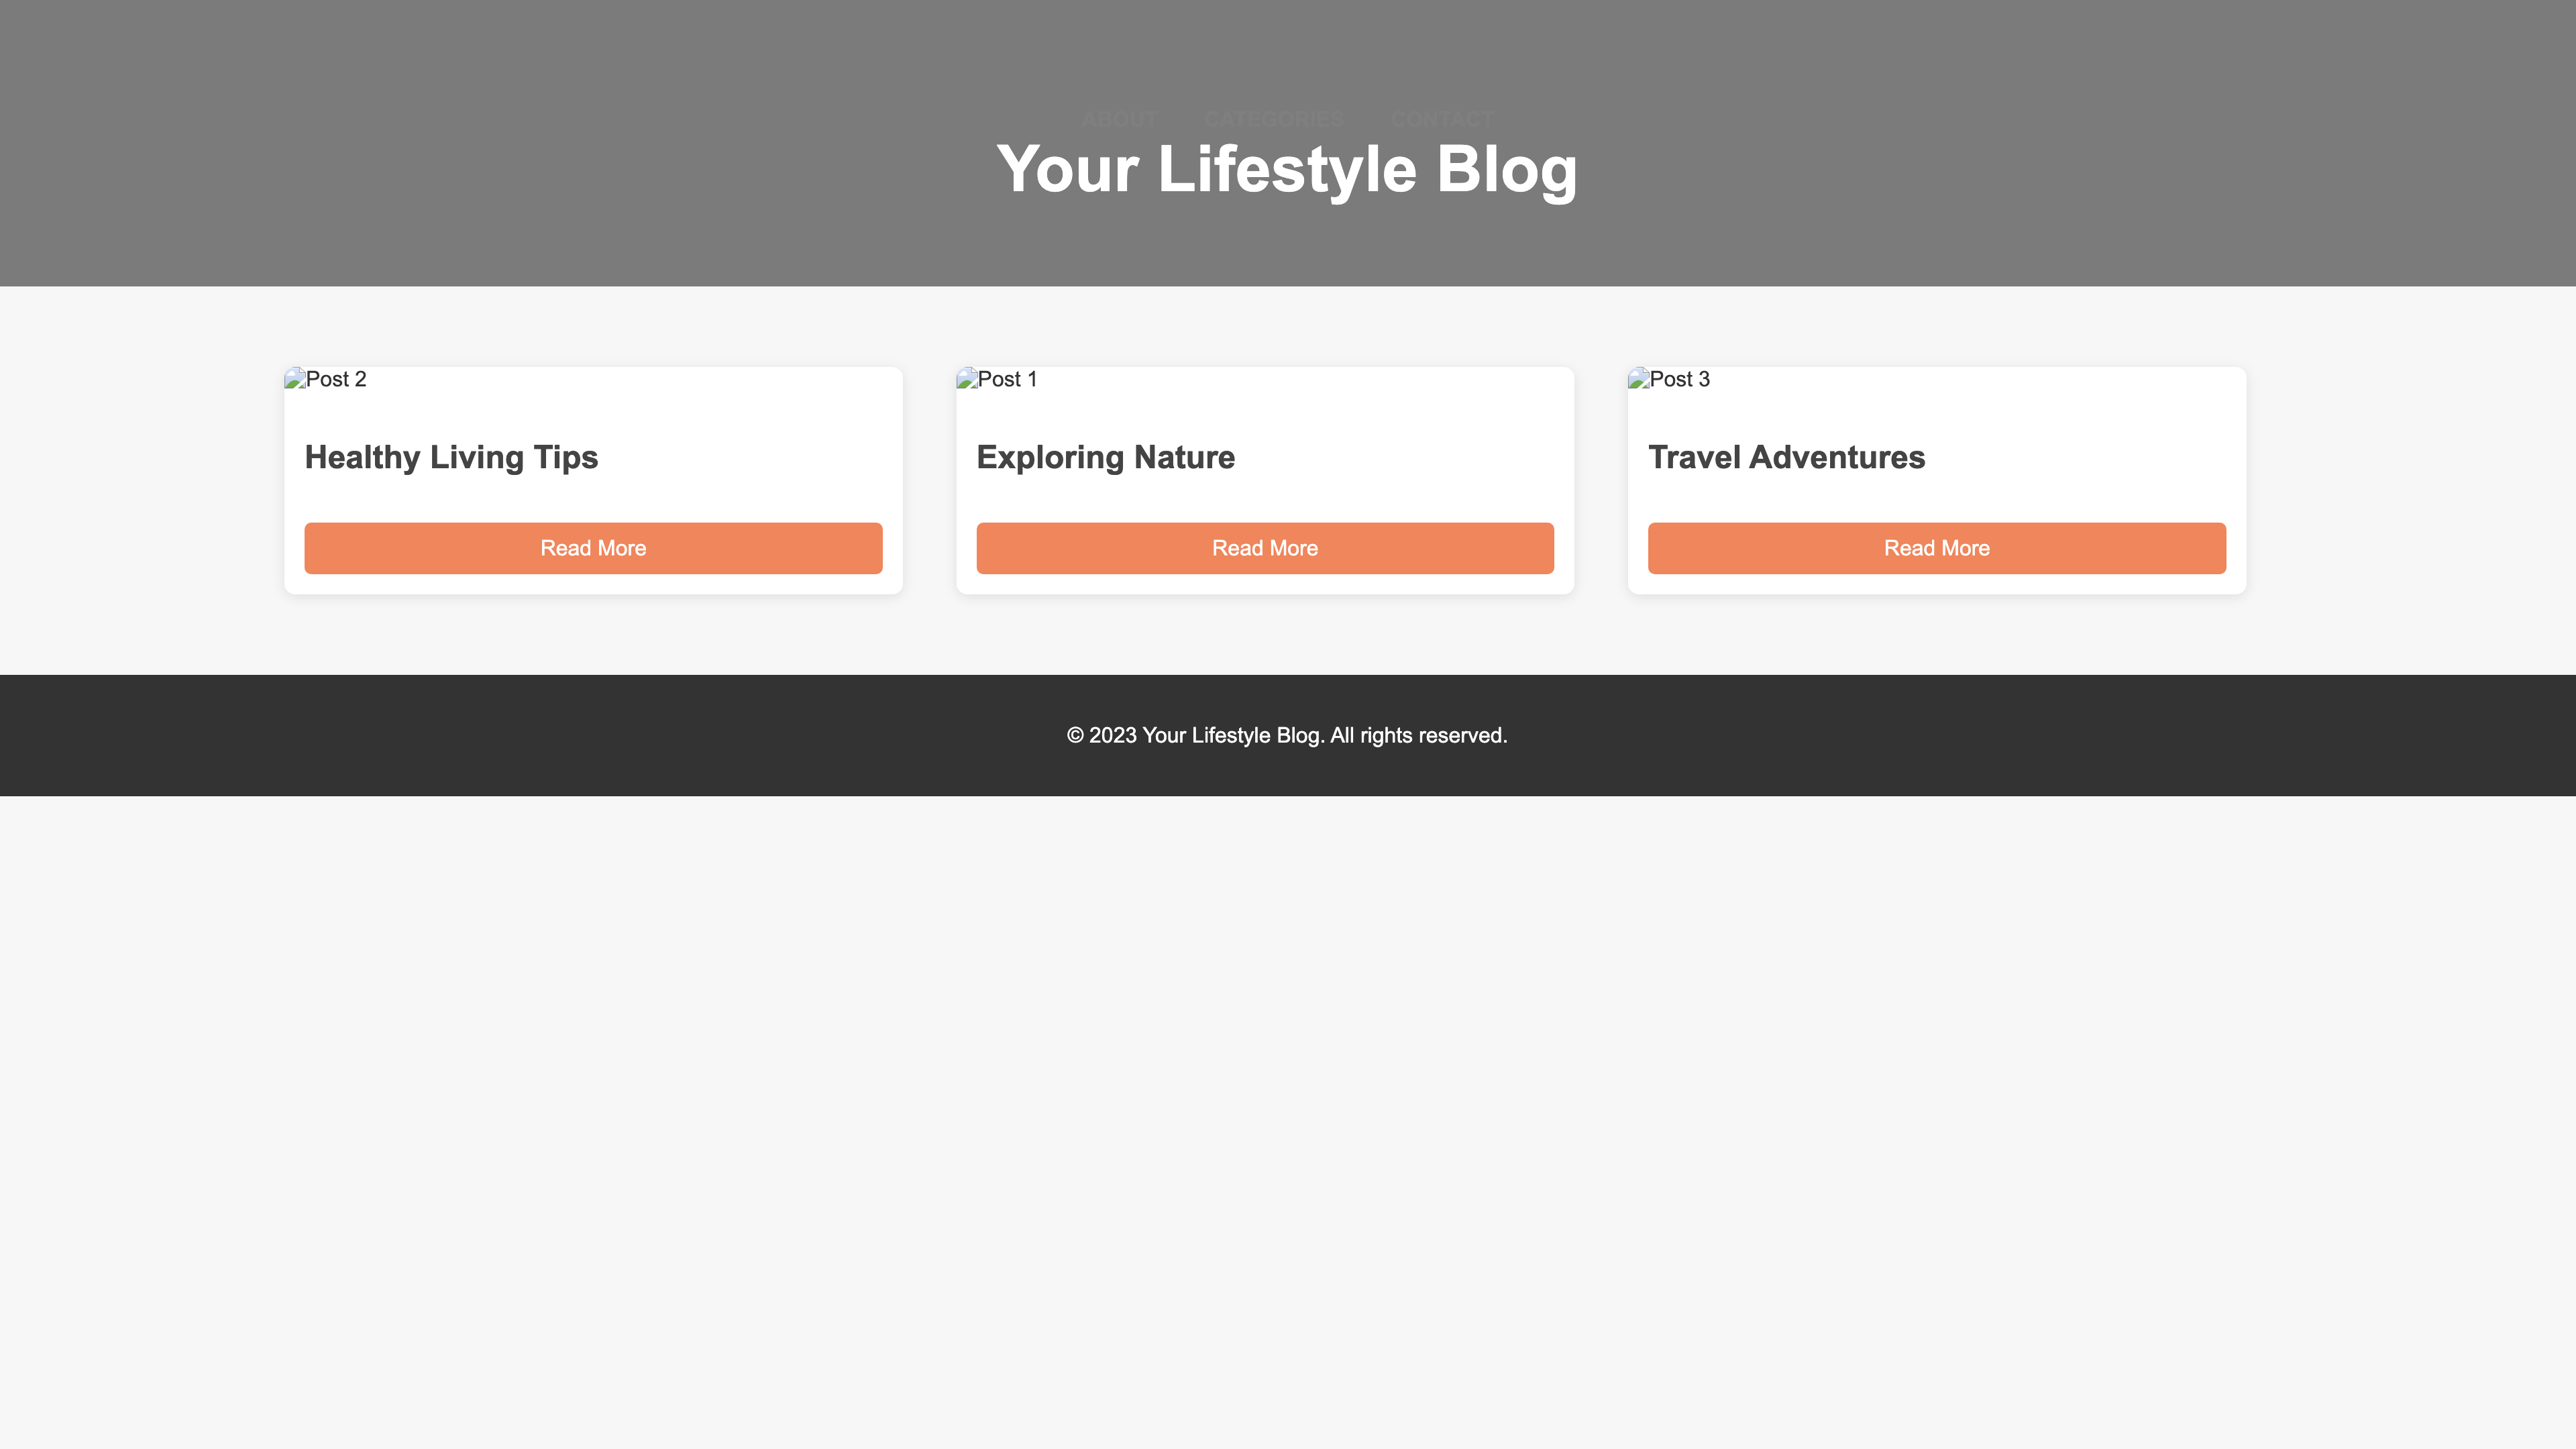 ABOUT CATEGORIES CONTACT
Your Lifestyle Blog
Post 2 Post 1 Post 3
Healthy Living Tips Exploring Nature Travel Adventures
Read More Read More Read More
© 2023 Your Lifestyle Blog. All rights reserved.